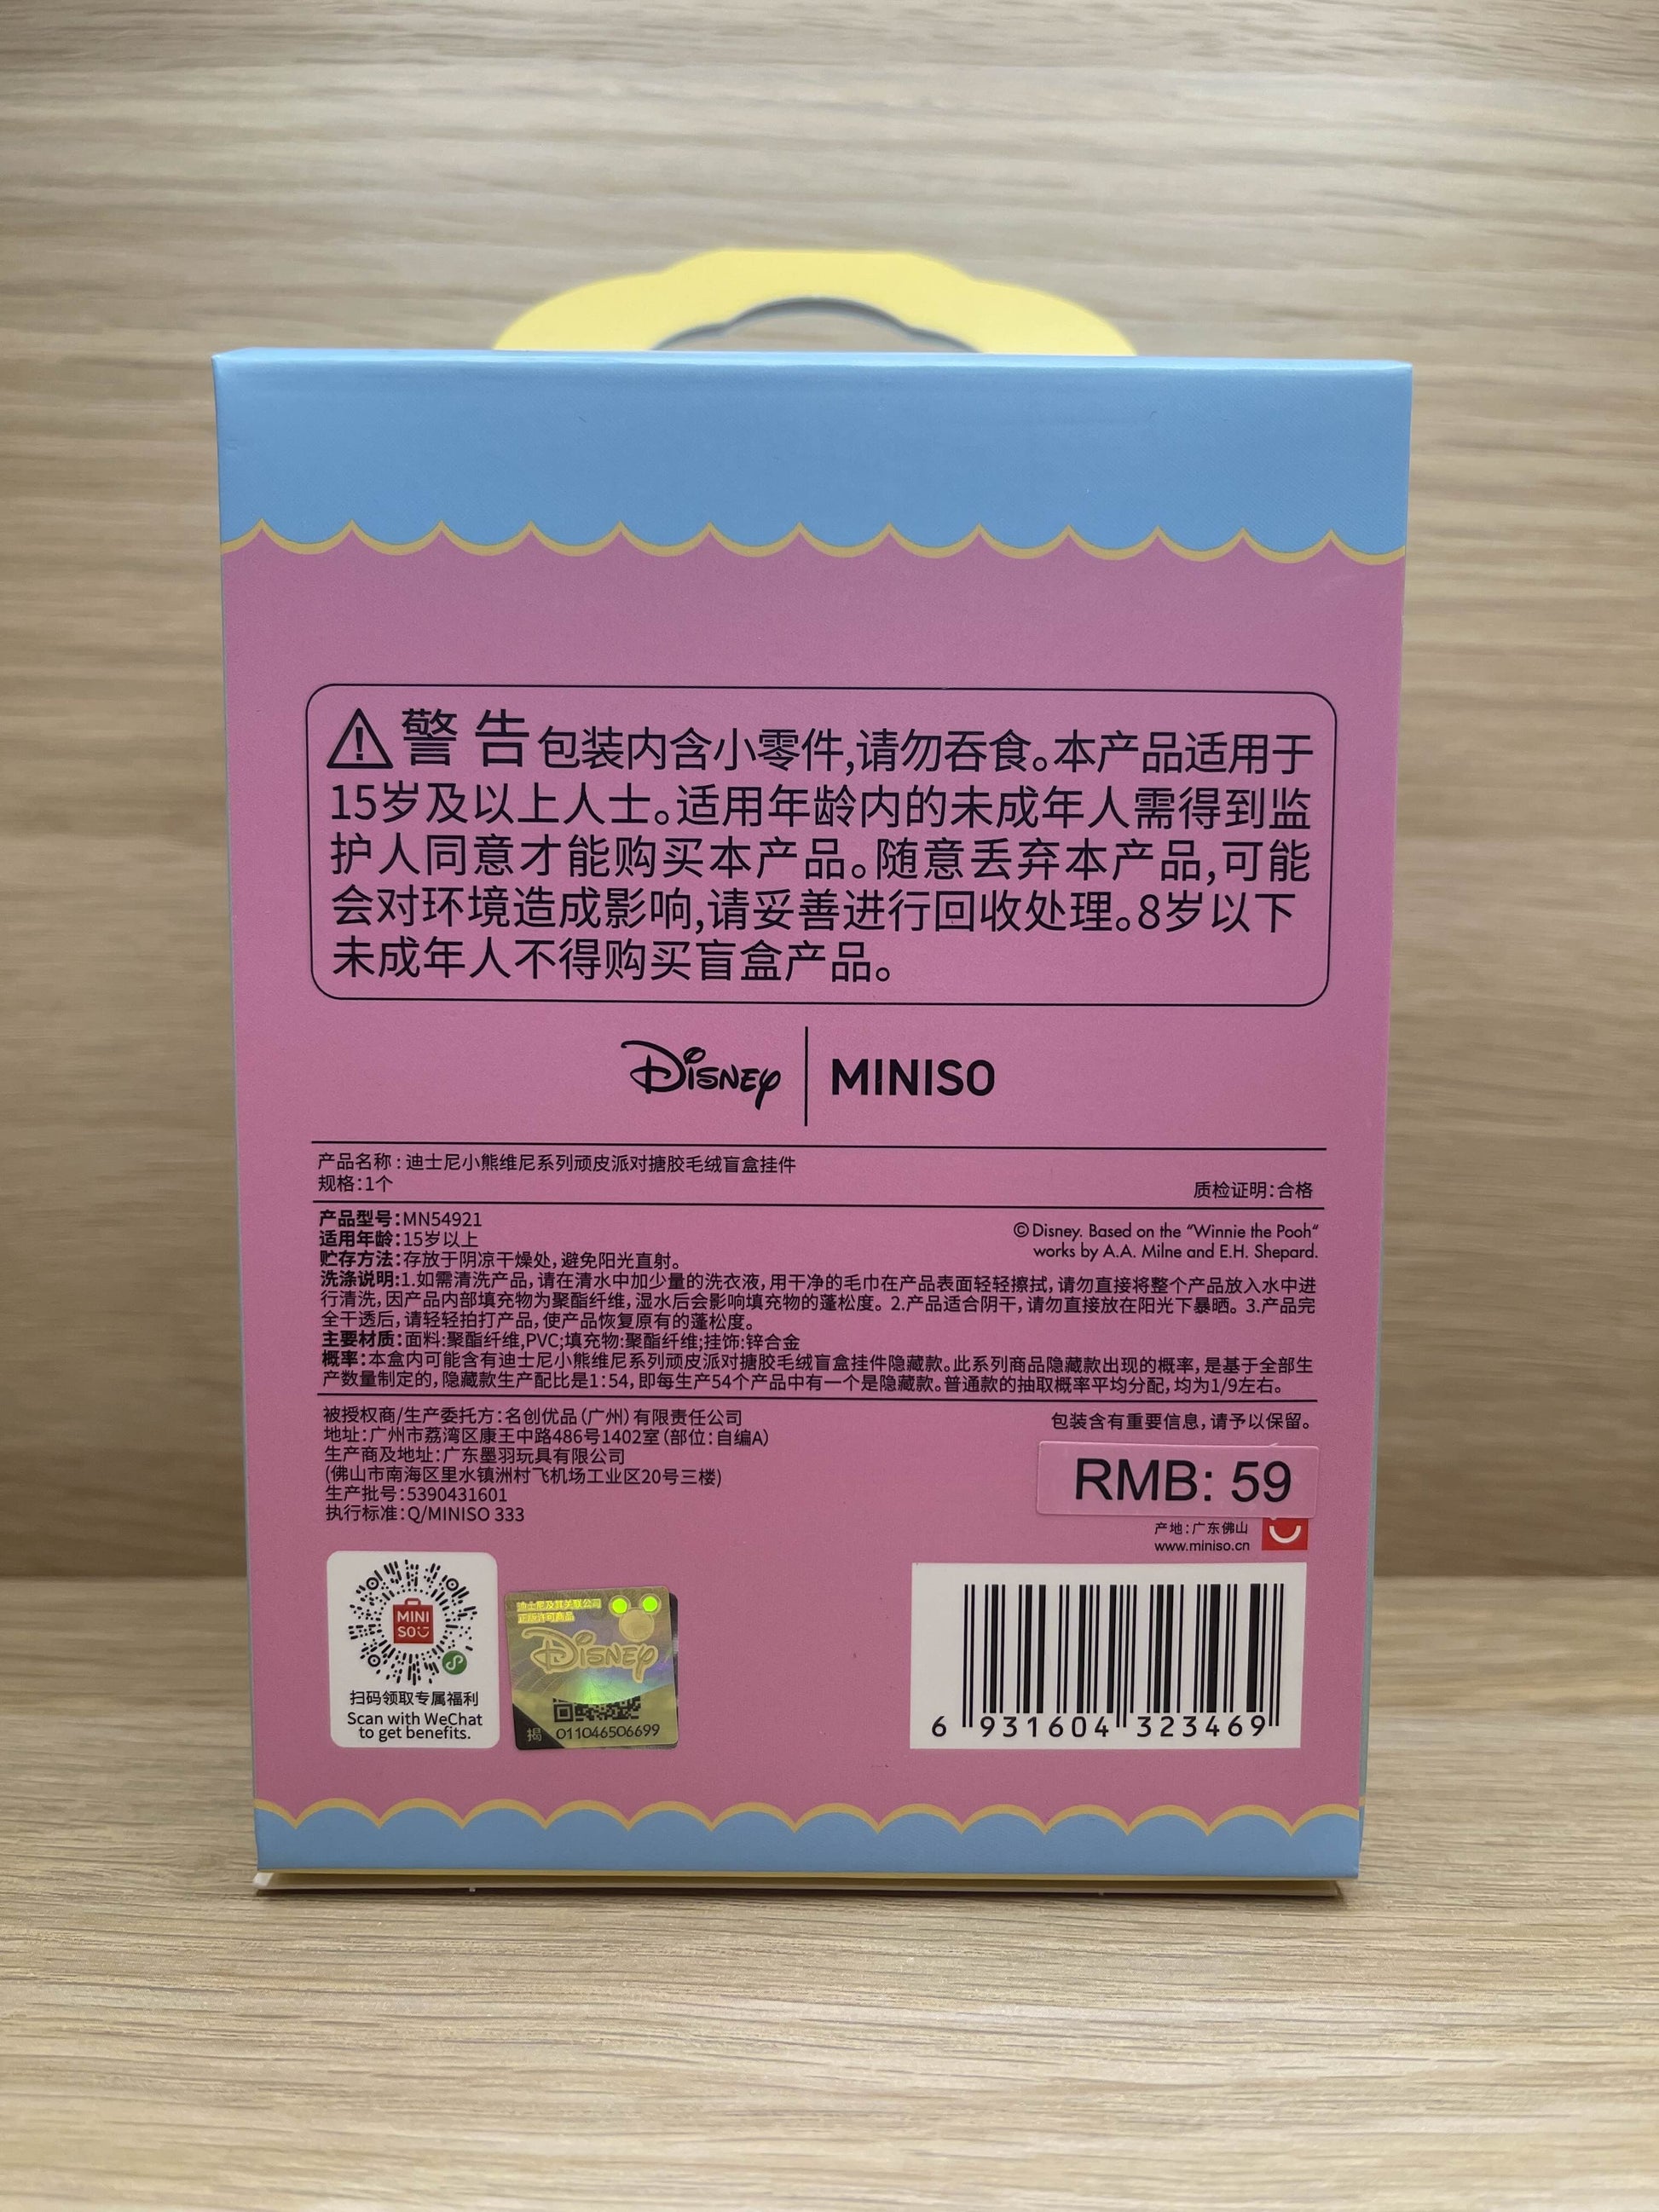 警告 包装内含小零件,请勿吞食。本产品适用于
15岁及以上人士。适用年龄内的未成年人需得到监
护人同意才能购买本产品。随意丢弃本产品,可能
会对环境造成影响,请妥善进行回收处理。8岁以下
未成年人不得购买盲盒产品。
Disney | MINISO
产品名称:迪士尼小熊维尼系列顽皮派对搪胶毛绒盲盒挂件
规格:1个
质检证明:合格
产品型号:MN54921
适用年龄:15岁以上
贮存方法:存放于阴凉干燥处,避免阳光直射。
©Disney. Based on the “Winnie the Pooh“
works by A.A. Milne and E.H. Shepard.
洗涤说明:1.如需清洗产品,请在清水中加少量的洗衣液,用干净的毛巾在产品表面轻轻擦拭,请勿直接将整个产品放入水中进
行清洗,因产品内部填充物为聚酯纤维,湿水后会影响填充物的蓬松度。2.产品适合阴干,请勿直接放在阳光下暴晒。3.产品完
全干透后,请轻轻拍打产品,使产品恢复原有的蓬松度。
主要材质:面料:聚酯纤维,PVC;填充物:聚酯纤维;挂饰:锌合金
概率:本盒内可能含有迪士尼小熊维尼系列顽皮派对搪胶毛绒盲盒挂件隐藏款。此系列商品隐藏款出现的概率,是基于全部生
产数量制定的,隐藏款生产配比是1:54,即每生产54个产品中有一个是隐藏款。普通款的抽取概率平均分配,均为1/9左右。
被授权商/生产委托方:名创优品(广州)有限责任公司
地址:广州市荔湾区康王中路486号1402室(部位:自编A)
生产商及地址:广东墨羽玩具有限公司
(佛山市南海区里水镇洲村飞机场工业区20号三楼)
生产批号:5390431601
执行标准:Q/MINISO 333
包装含有重要信息,请予以保留。
RMB: 59
产地:广东佛山
www.miniso.cn
MINI
SO
扫码领取专属福利
Scan with WeChat
to get benefits.
迪士尼及其关联公司
正版许可商品
Disney
揭 011046506699
6 931604 323469